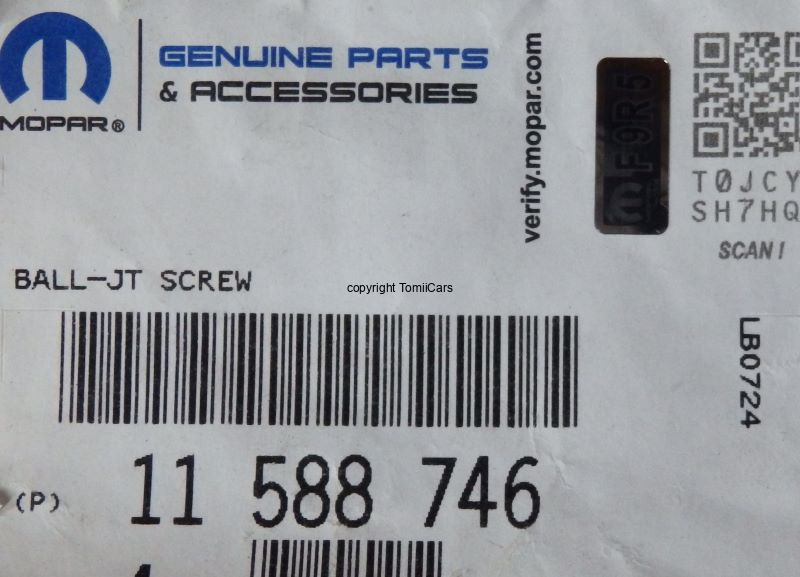 MOPAR®
GENUINE PARTS
& ACCESSORIES
verify.mopar.com
F9R5
T0JCY
SH7HQ
SCAN!
BALL-JT SCREW
copyright TomiiCars
LB0724
(P) 11 588 746